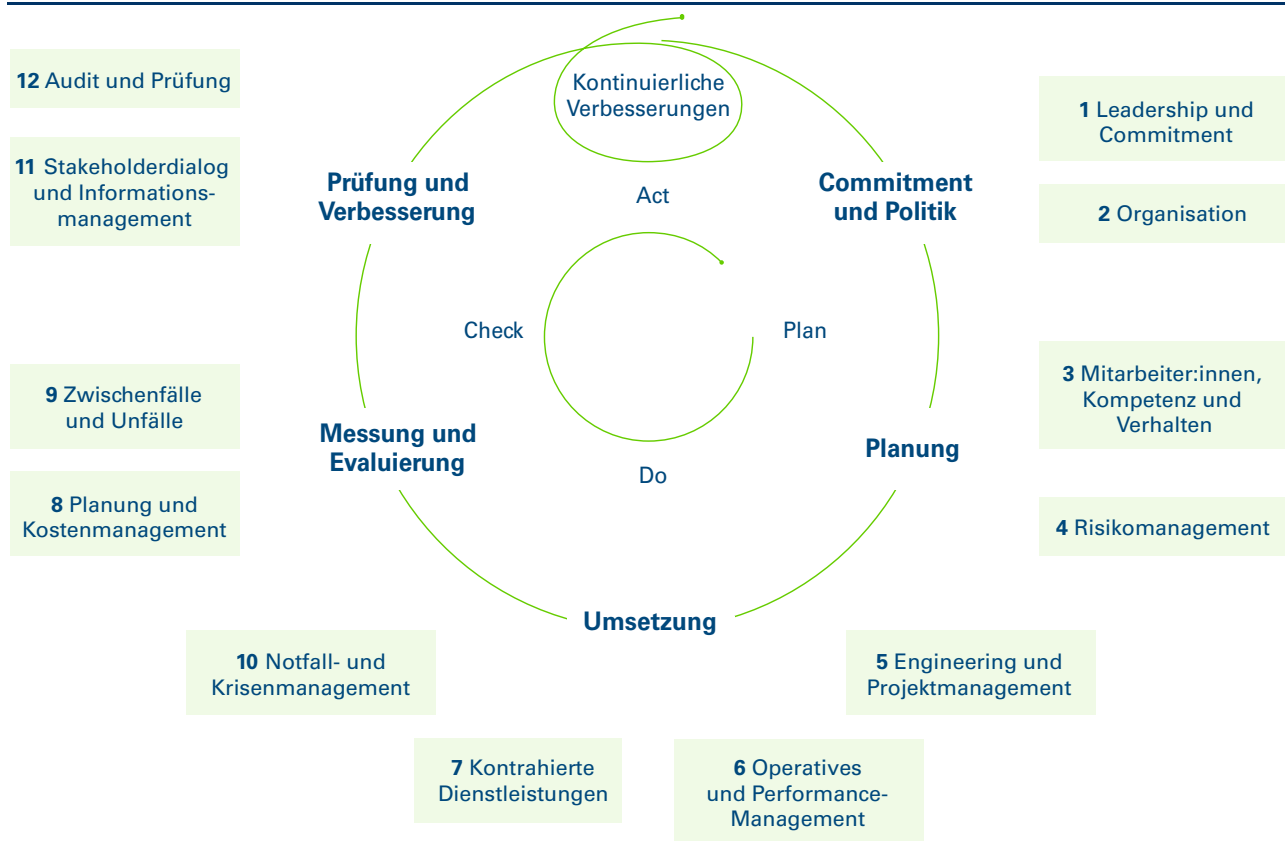 Kontinuierliche
Verbesserungen
Act
Plan
Do
Check
Commitment
und Politik
Planung
Umsetzung
Messung und
Evaluierung
Prüfung und
Verbesserung
1 Leadership und
Commitment
2 Organisation
3 Mitarbeiter:innen,
Kompetenz und
Verhalten
4 Risikomanagement
5 Engineering und
Projektmanagement
6 Operatives
und Performance-
Management
7 Kontrahierte
Dienstleistungen
10 Notfall- und
Krisenmanagement
8 Planung und
Kostenmanagement
9 Zwischenfälle
und Unfälle
11 Stakeholderdialog
und Informations-
management
12 Audit und Prüfung